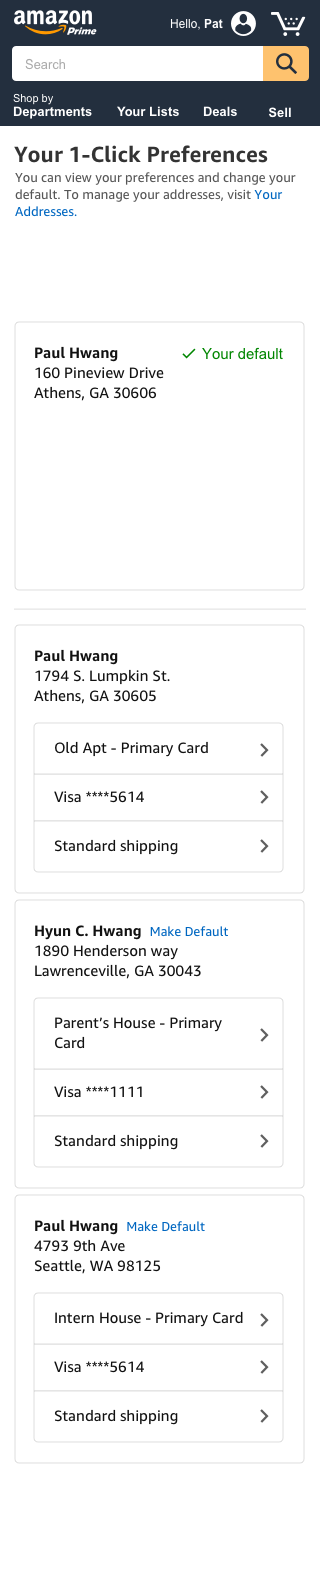 amazon
Prime
Hello, Pat
Search
Shop by
Departments
Your Lists
Deals
Sell
Your 1-Click Preferences
You can view your preferences and change your
default. To manage your addresses, visit Your
Addresses.
Paul Hwang
Your default
160 Pineview Drive
Athens, GA 30606
Paul Hwang
1794 S. Lumpkin St.
Athens, GA 30605
Old Apt - Primary Card
Visa ****5614
Standard shipping
Hyun C. Hwang Make Default
1890 Henderson way
Lawrenceville, GA 30043
Parent’s House - Primary
Card
Visa ****1111
Standard shipping
Paul Hwang Make Default
4793 9th Ave
Seattle, WA 98125
Intern House - Primary Card
Visa ****5614
Standard shipping